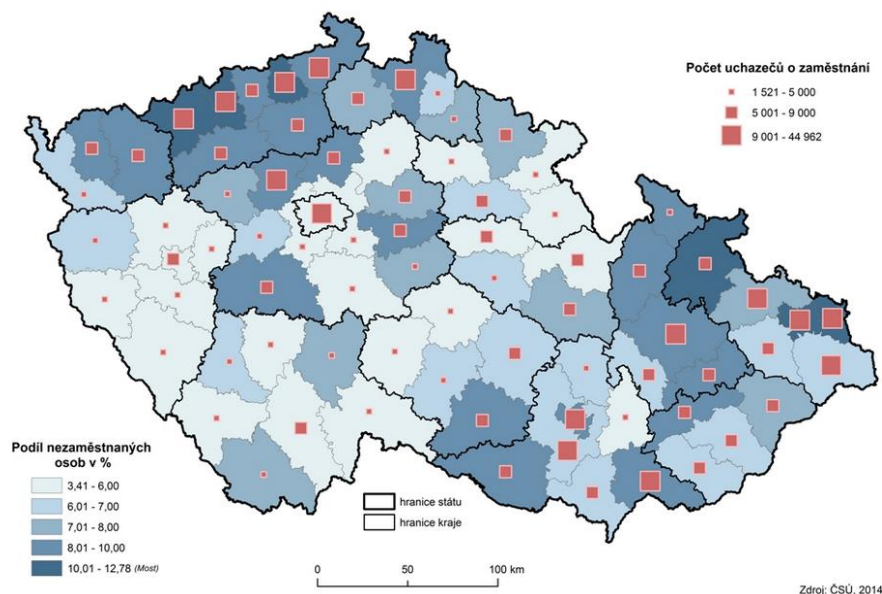 Počet uchazečů o zaměstnání
1 521 - 5 000
5 001 - 9 000
9 001 - 44 962
Podíl nezaměstnaných
osob v %
3,41 - 6,00
6,01 - 7,00
7,01 - 8,00
8,01 - 10,00
10,01 - 12,78 (Most)
hranice státu
hranice kraje
0 50 100 km
Zdroj: ČSÚ, 2014